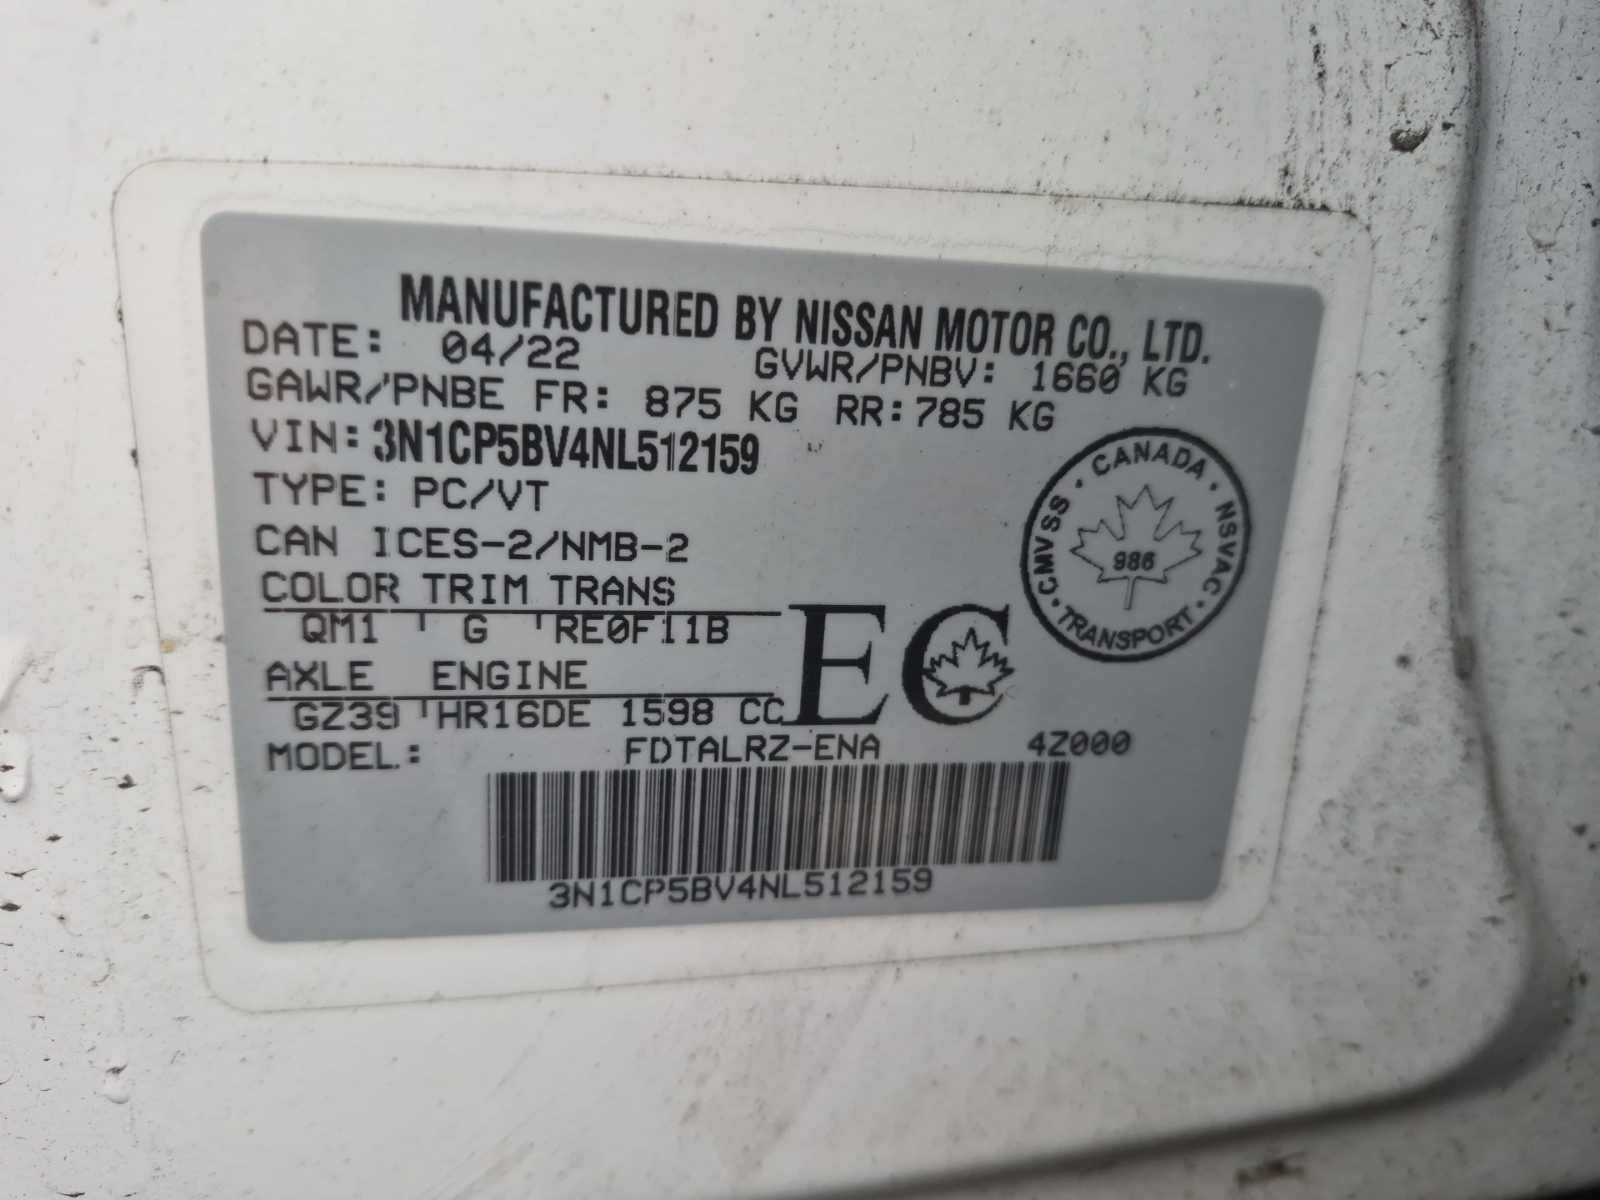 MANUFACTURED BY NISSAN MOTOR CO., LTD.
DATE: 04/22 GVWR/PNBV: 1660 KG
GAWR/PNBE FR: 875 KG RR:785 KG
VIN: 3N1CP5BV4NL512159
TYPE: PC/VT
CAN ICES-2/NMB-2
COLOR TRIM TRANS
QM1 G RE0F11B
AXLE ENGINE
GZ39 HR16DE 1598 CC
MODEL: FDTALRZ-ENA 4Z000
3N1CP5BV4NL512159
EC
CMVSS · CANADA · NSVAC · TRANSPORT ·
986